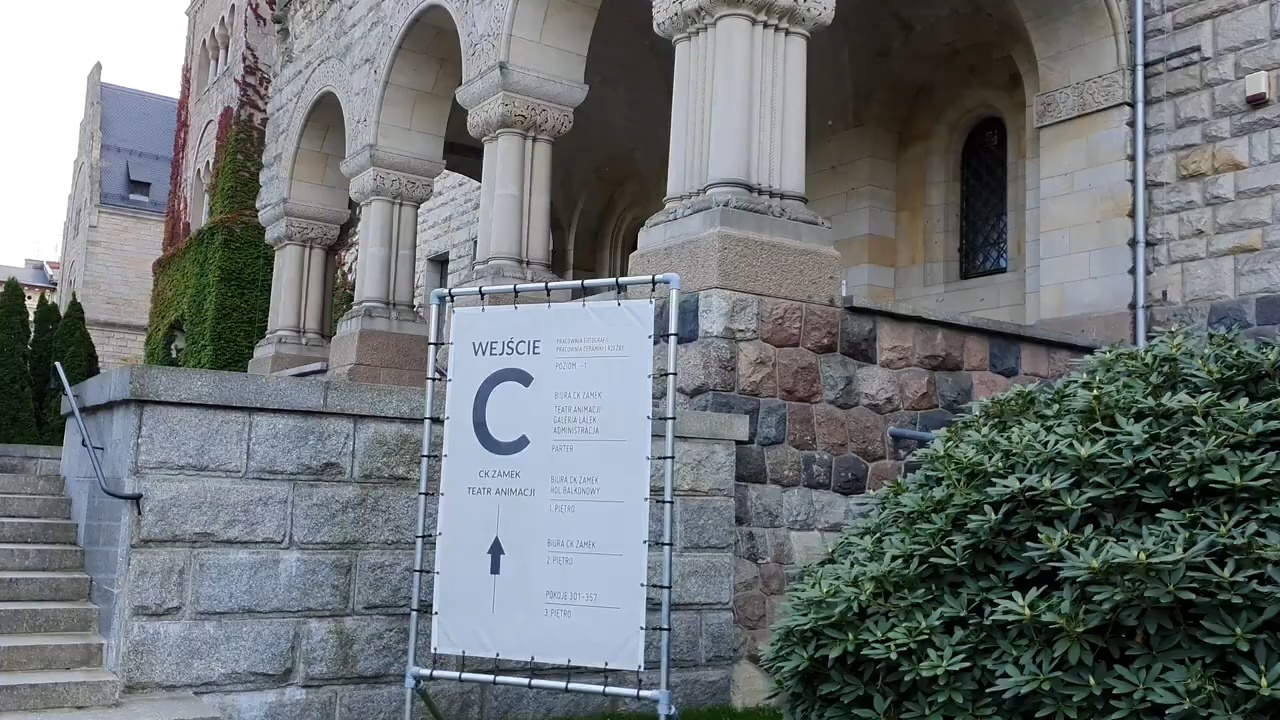 WEJŚCIE
C
CK ZAMEK
TEATR ANIMACJI
PRACOWNIA FOTOGRAFII
PRACOWNIA CERAMIKI I RZEŹBY
POZIOM -1
BIURA CK ZAMEK
TEATR ANIMACJI
GALERIA LALEK
ADMINISTRACJA
PARTER
BIURA CK ZAMEK
HOL BALKONOWY
1. PIĘTRO
BIURA CK ZAMEK
2. PIĘTRO
POKOJE 301-357
3. PIĘTRO